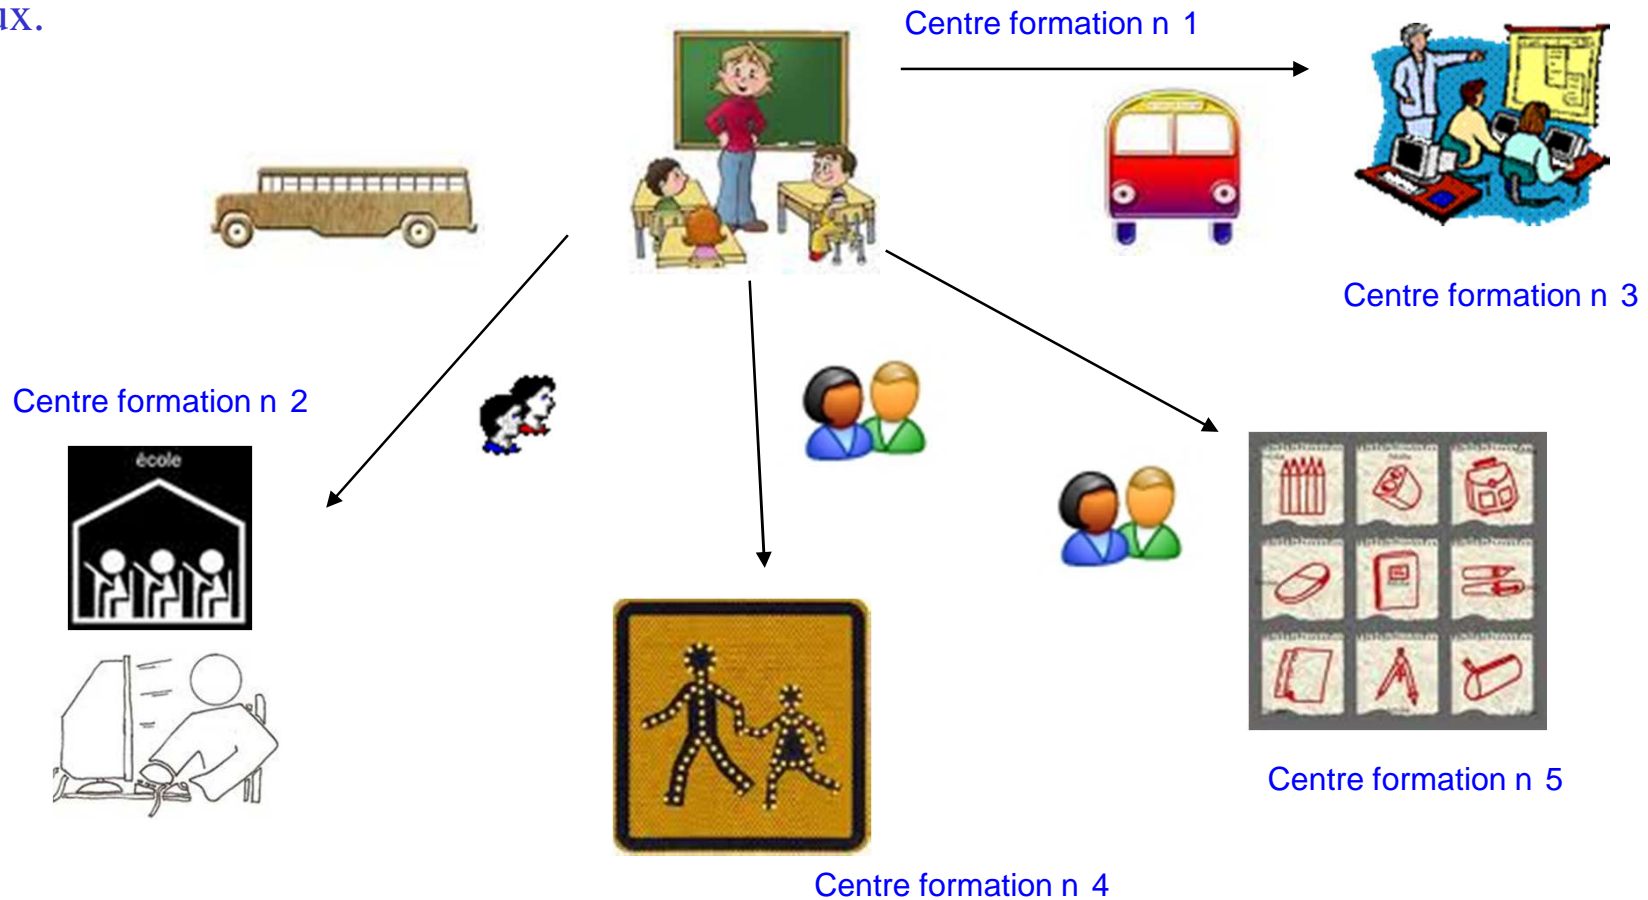 ux.
Centre formation n 1
Centre formation n 3
Centre formation n 2
école
Centre formation n 5
Centre formation n 4